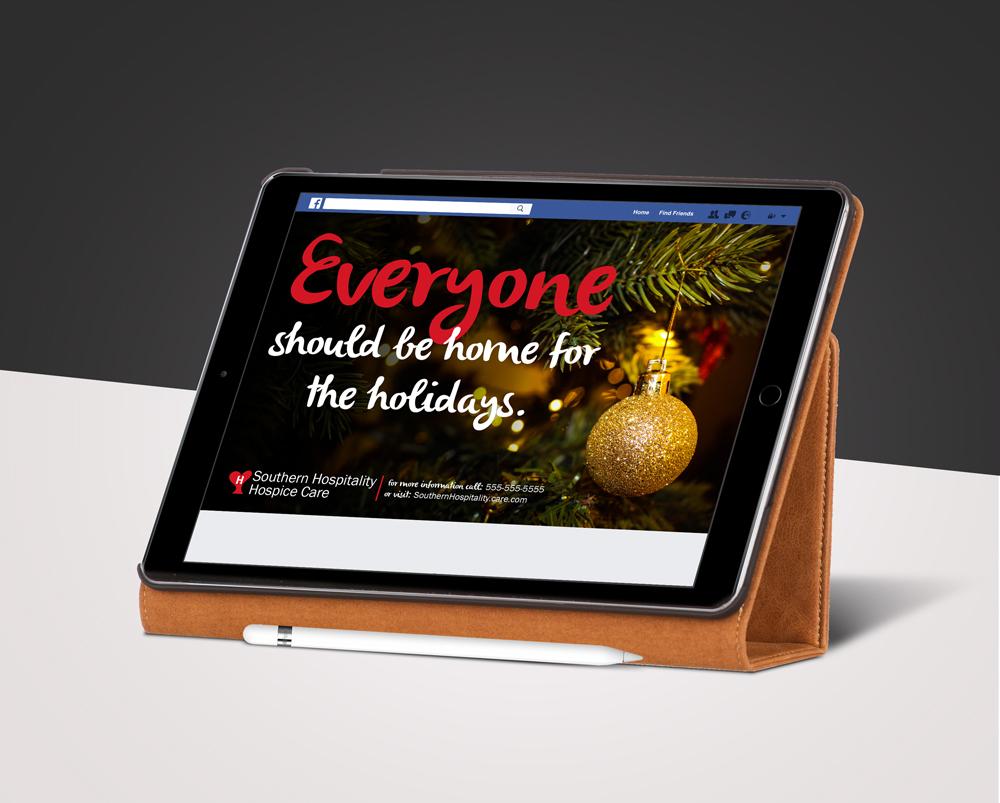 f
Home Find Friends
Everyone
should be home for
the holidays.
H
Southern Hospitality
Hospice Care
for more information call: 555-555-5555
or visit: SouthernHospitality.care.com